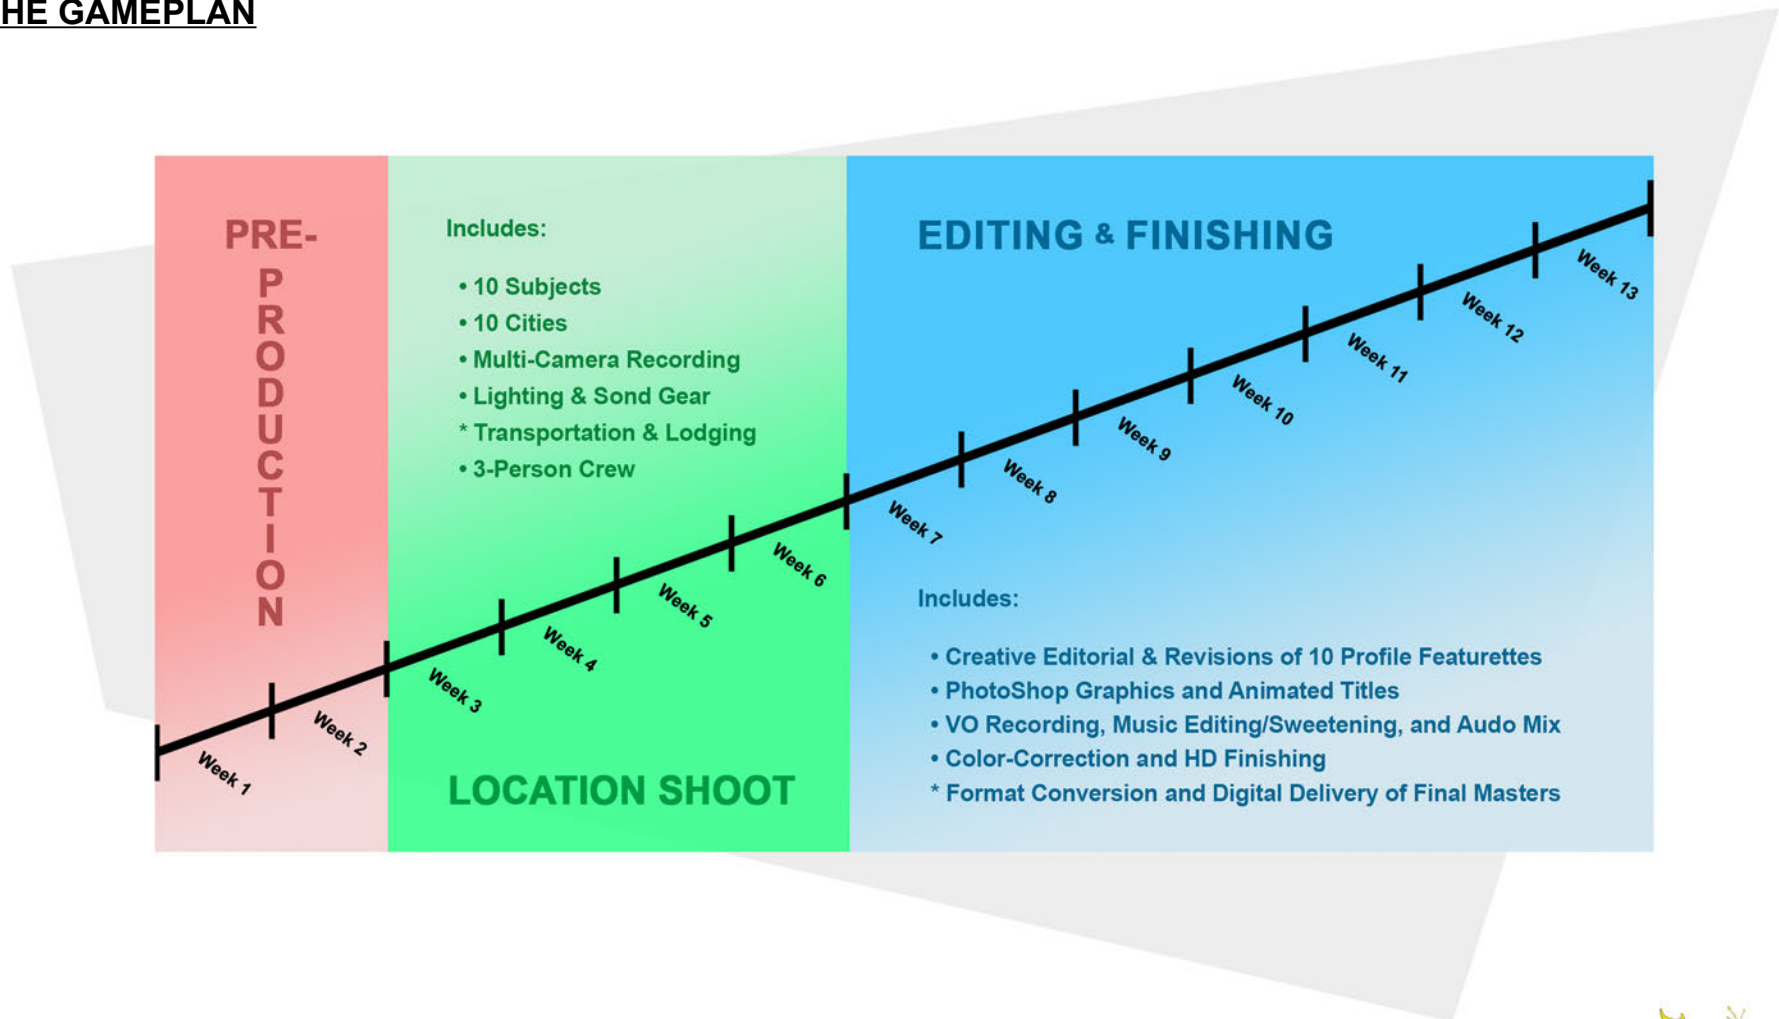 HE GAMEPLAN
PRE-
P
R
O
D
U
C
T
I
O
N
Includes:
• 10 Subjects
• 10 Cities
• Multi-Camera Recording
• Lighting & Sond Gear
* Transportation & Lodging
• 3-Person Crew
LOCATION SHOOT
EDITING & FINISHING
Includes:
• Creative Editorial & Revisions of 10 Profile Featurettes
• PhotoShop Graphics and Animated Titles
• VO Recording, Music Editing/Sweetening, and Audo Mix
• Color-Correction and HD Finishing
* Format Conversion and Digital Delivery of Final Masters
Week 1
Week 2
Week 3
Week 4
Week 5
Week 6
Week 7
Week 8
Week 9
Week 10
Week 11
Week 12
Week 13